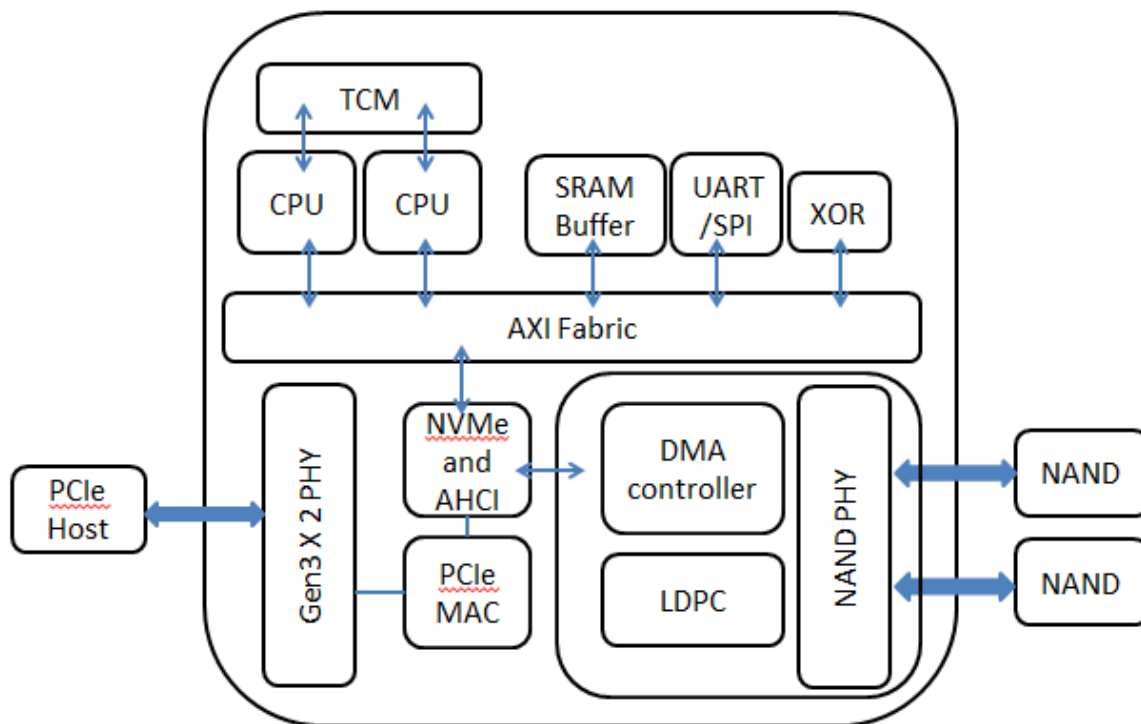 TCM
CPU
CPU
SRAM
Buffer
UART
/SPI
XOR
AXI Fabric
PCIe
Host
Gen3 X 2 PHY
NVMe
and
AHCI
PCIe
MAC
DMA
controller
LDPC
NAND PHY
NAND
NAND